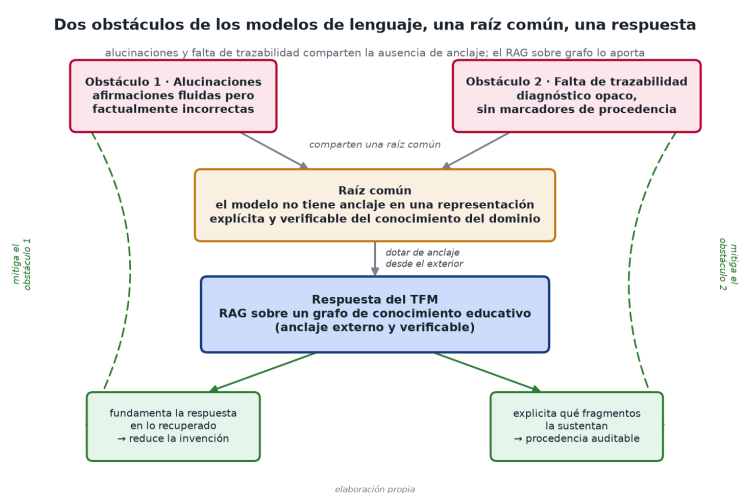 Dos obstáculos de los modelos de lenguaje, una raíz común, una respuesta
alucinaciones y falta de trazabilidad comparten la ausencia de anclaje; el RAG sobre grafo lo aporta
Obstáculo 1 · Alucinaciones
afirmaciones fluidas pero
factualmente incorrectas
Obstáculo 2 · Falta de trazabilidad
diagnóstico opaco,
sin marcadores de procedencia
comparten una raíz común
Raíz común
el modelo no tiene anclaje en una representación
explícita y verificable del conocimiento del dominio
mitiga el
obstáculo 1
dotar de anclaje
desde el exterior
mitiga el
obstáculo 2
Respuesta del TFM
RAG sobre un grafo de conocimiento educativo
(anclaje externo y verificable)
fundamenta la respuesta
en lo recuperado
→ reduce la invención
explicita qué fragmentos
la sustentan
→ procedencia auditable
elaboración propia